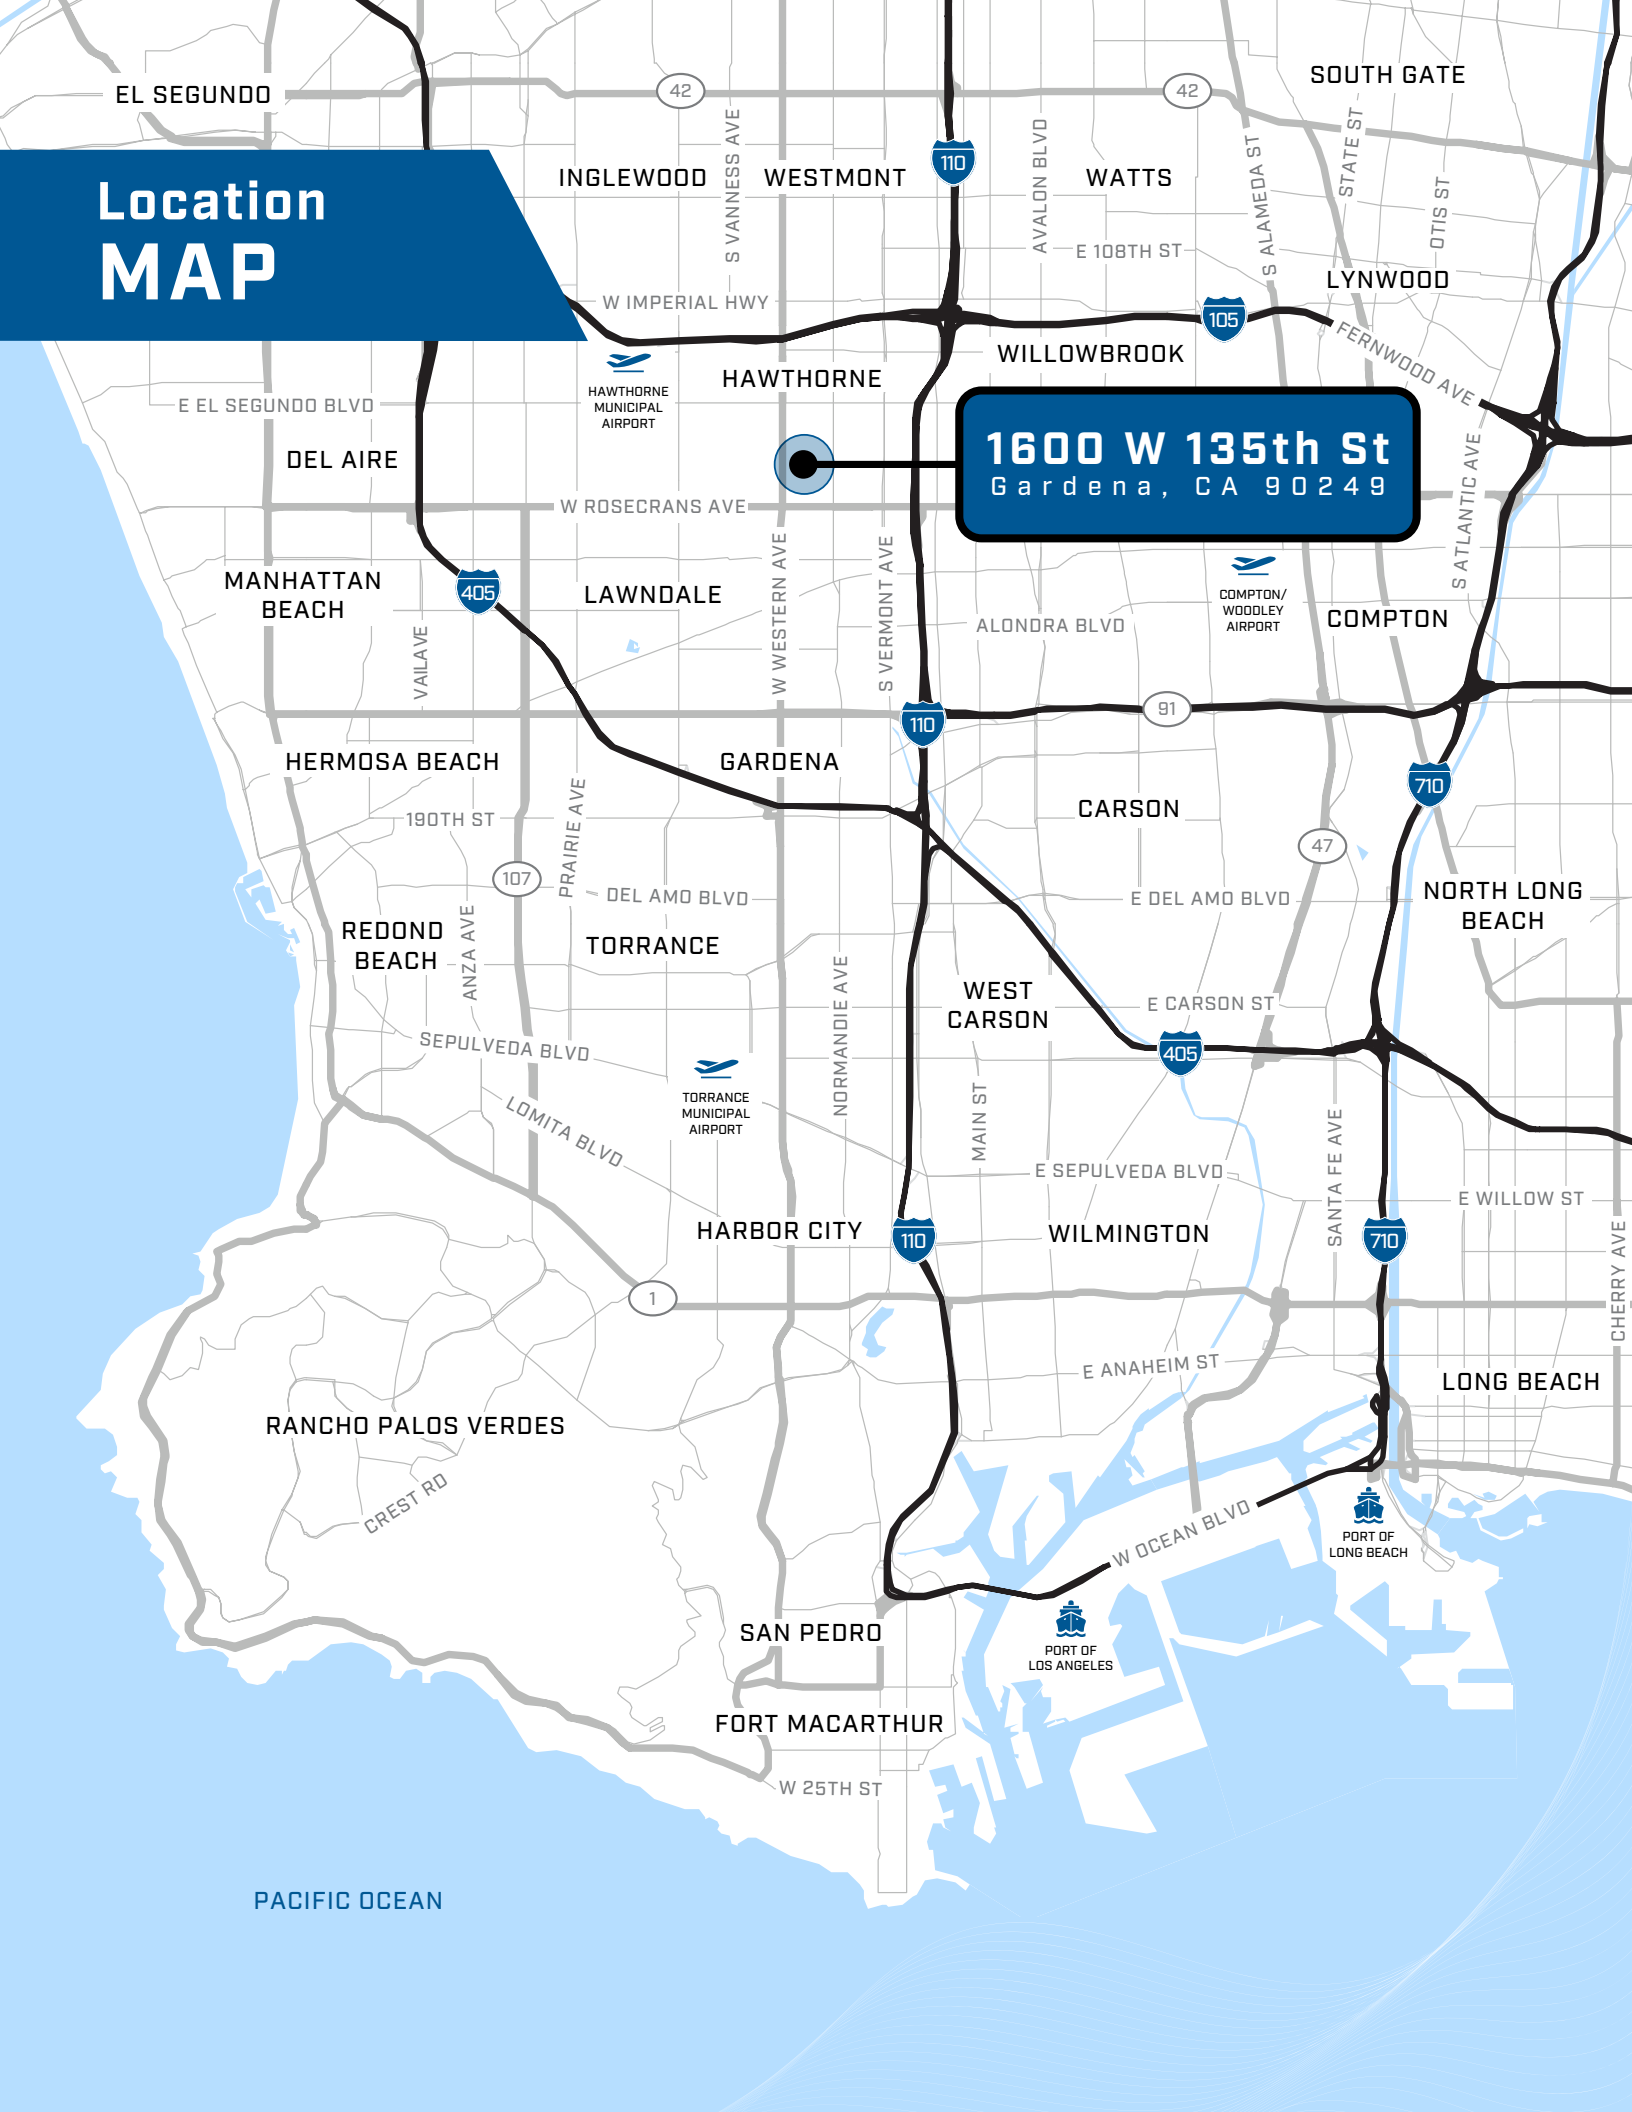 SOUTH GATE
EL SEGUNDO
42
42
S VANNESS AVE
AVALON BLVD
S ALAMEDA ST
STATE ST
OTIS ST
110
INGLEWOOD
WESTMONT
WATTS
Location
MAP
E 108TH ST
LYNWOOD
W IMPERIAL HWY
105
FERNWOOD AVE
WILLOWBROOK
HAWTHORNE
HAWTHORNE
MUNICIPAL
AIRPORT
E EL SEGUNDO BLVD
1600 W 135th St
Gardena, CA 90249
DEL AIRE
W ROSECRANS AVE
S ATLANTIC AVE
MANHATTAN
BEACH
405
LAWNDALE
W WESTERN AVE
S VERMONT AVE
COMPTON/
WOODLEY
AIRPORT
COMPTON
ALONDRA BLVD
VAILAVE
110
91
HERMOSA BEACH
GARDENA
710
CARSON
190TH ST
PRAIRIE AVE
47
107
DEL AMO BLVD
E DEL AMO BLVD
NORTH LONG
BEACH
REDOND
BEACH
ANZA AVE
TORRANCE
NORMANDIE AVE
WEST
CARSON
E CARSON ST
SEPULVEDA BLVD
405
TORRANCE
MUNICIPAL
AIRPORT
LOMITA BLVD
MAIN ST
SANTA FE AVE
E SEPULVEDA BLVD
E WILLOW ST
HARBOR CITY
110
WILMINGTON
710
CHERRY AVE
1
E ANAHEIM ST
LONG BEACH
RANCHO PALOS VERDES
CREST RD
W OCEAN BLVD
PORT OF
LONG BEACH
SAN PEDRO
PORT OF
LOS ANGELES
FORT MACARTHUR
W 25TH ST
PACIFIC OCEAN